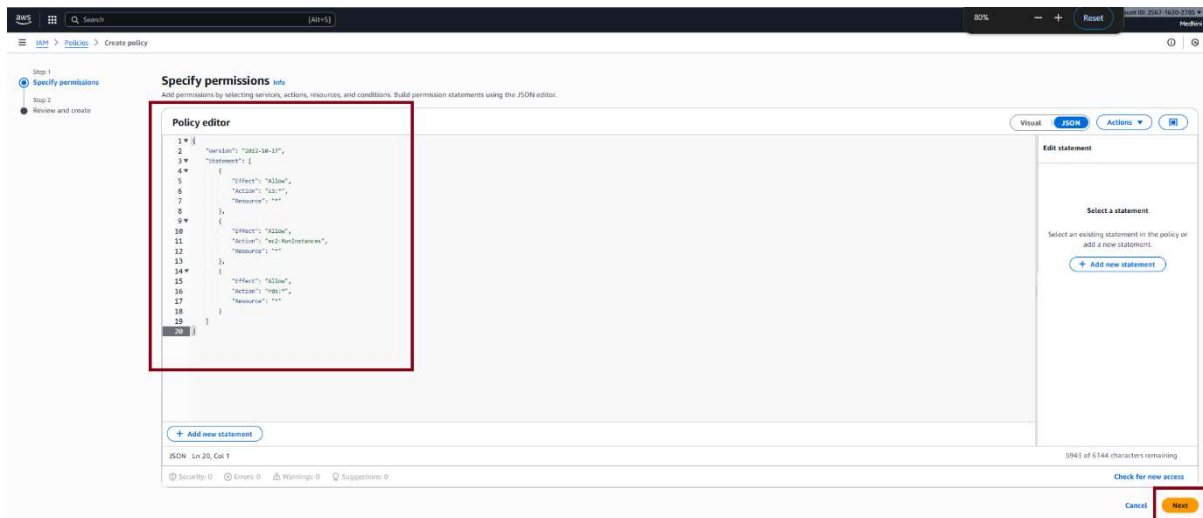 aws
Search
[Alt+S]
80%
Reset
Account ID: 2567-1630-2785
Medhini
IAM > Policies > Create policy
Step 1
Specify permissions
Step 2
Review and create
Specify permissions Info
Add permissions by selecting services, actions, resources, and conditions. Build permission statements using the JSON editor.
Policy editor
Visual
JSON
Actions
1 {
2 "Version": "2012-10-17",
3 "Statement": [
4 {
5 "Effect": "Allow",
6 "Action": "s3:*",
7 "Resource": "*"
8 },
9 {
10 "Effect": "Allow",
11 "Action": "ec2:RunInstances",
12 "Resource": "*"
13 },
14 {
15 "Effect": "Allow",
16 "Action": "rds:*",
17 "Resource": "*"
18 }
19 ]
20 }
Edit statement
Select a statement
Select an existing statement in the policy or
add a new statement.
+ Add new statement
+ Add new statement
JSON Ln 20, Col 1
5943 of 6144 characters remaining
Security: 0 Errors: 0 Warnings: 0 Suggestions: 0
Check for new access
Cancel
Next